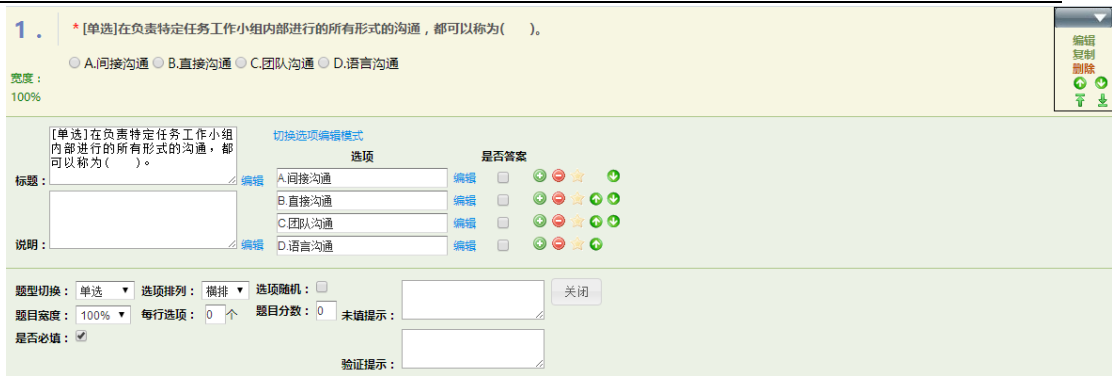 1. * [单选]在负责特定任务工作小组内部进行的所有形式的沟通，都可以称为(  )。
A.间接沟通 B.直接沟通 C.团队沟通 D.语言沟通
宽度：
100%
编辑
复制
删除
标题：
[单选]在负责特定任务工作小组
内部进行的所有形式的沟通，都
可以称为(  )。
编辑
说明：
编辑
切换选项编辑模式
选项 是否答案
A.间接沟通 编辑
B.直接沟通 编辑
C.团队沟通 编辑
D.语言沟通 编辑
题型切换： 单选 选项排列： 横排 选项随机：
题目宽度： 100% 每行选项： 0 个 题目分数： 0 未填提示：
关闭
是否必填：
验证提示：